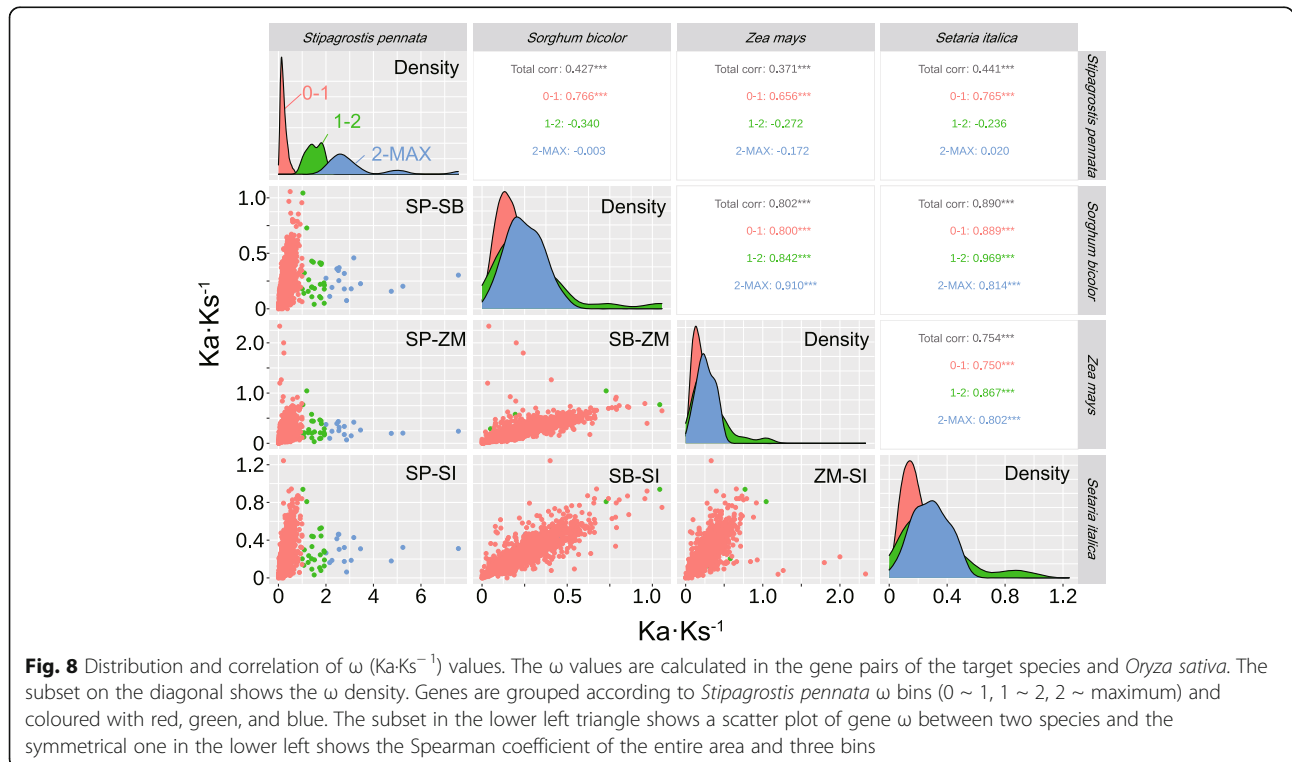 Stipagrostis pennata
Sorghum bicolor
Zea mays
Setaria italica
Density
0-1
1-2
2-MAX
Total corr: 0.427***
0-1: 0.766***
1-2: -0.340
2-MAX: -0.003
Total corr: 0.371***
0-1: 0.656***
1-2: -0.272
2-MAX: -0.172
Total corr: 0.441***
0-1: 0.765***
1-2: -0.236
2-MAX: 0.020
Stipagrostis pennata
1.0
0.5
0
SP-SB
Density
Total corr: 0.802***
0-1: 0.800***
1-2: 0.842***
2-MAX: 0.910***
Total corr: 0.890***
0-1: 0.889***
1-2: 0.969***
2-MAX: 0.814***
Sorghum bicolor
Ka·Ks⁻¹
2.0
1.0
0
SP-ZM
SB-ZM
Density
Total corr: 0.754***
0-1: 0.750***
1-2: 0.867***
2-MAX: 0.802***
Zea mays
1.2
0.8
0.4
0
SP-SI
SB-SI
ZM-SI
Density
Setaria italica
0 2 4 6
0 0.5 1.0
0 1.0 2.0
0 0.4 0.8 1.2
Ka·Ks⁻¹
Fig. 8 Distribution and correlation of ω (Ka·Ks⁻ ¹) values. The ω values are calculated in the gene pairs of the target species and Oryza sativa. The
subset on the diagonal shows the ω density. Genes are grouped according to Stipagrostis pennata ω bins (0 ~ 1, 1 ~ 2, 2 ~ maximum) and
coloured with red, green, and blue. The subset in the lower left triangle shows a scatter plot of gene ω between two species and the
symmetrical one in the lower left shows the Spearman coefficient of the entire area and three bins